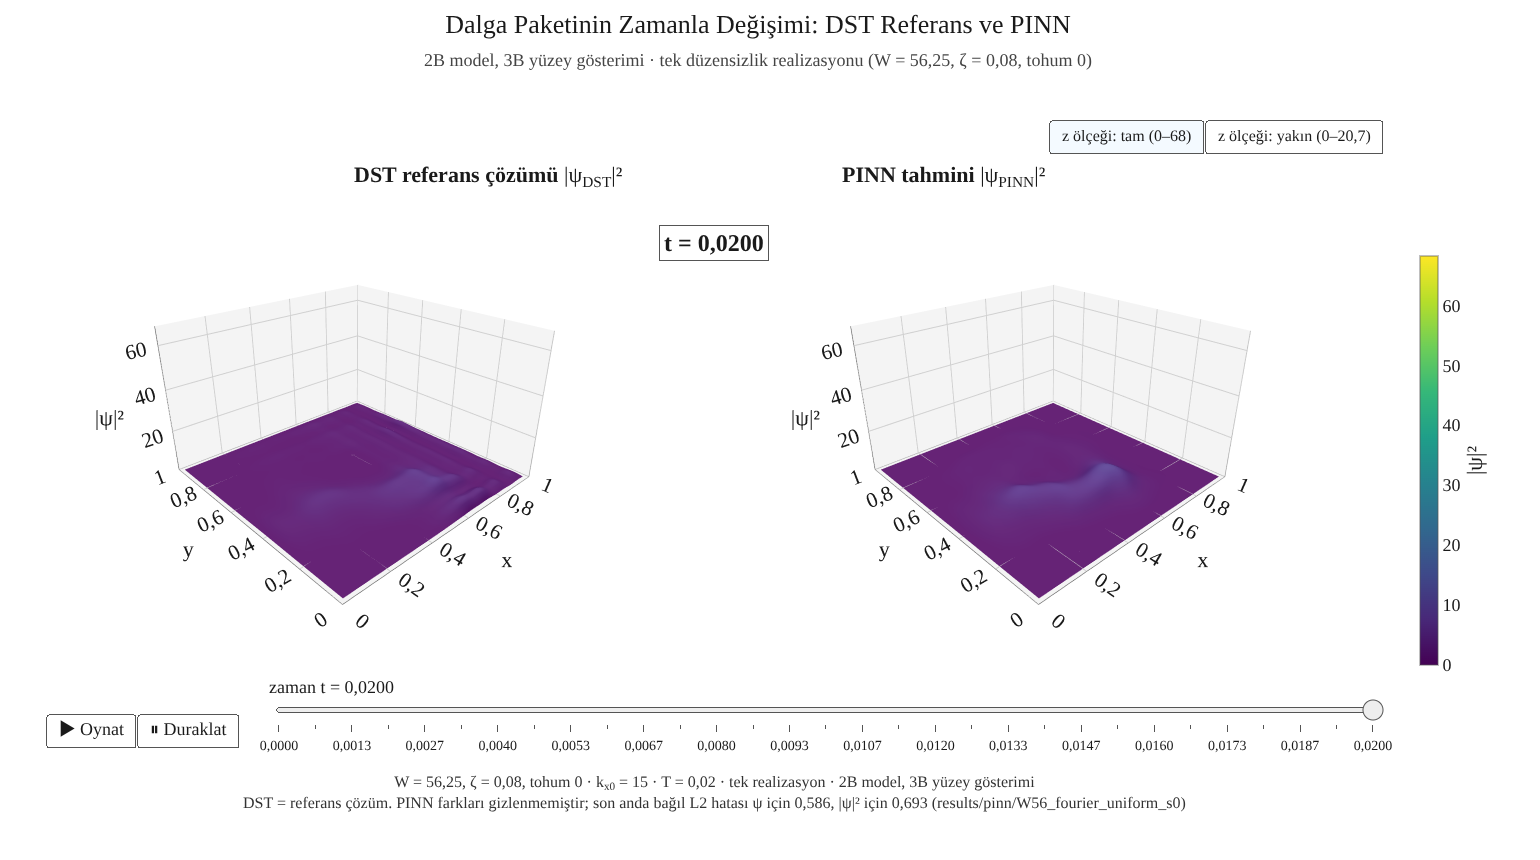 Dalga Paketinin Zamanla Değişimi: DST Referans ve PINN
2B model, 3B yüzey gösterimi · tek düzensizlik realizasyonu (W = 56,25, ζ = 0,08, tohum 0)
z ölçeği: tam (0–68) z ölçeği: yakın (0–20,7)
DST referans çözümü |ψDST|² PINN tahmini |ψPINN|²
t = 0,0200
60
40
20
|ψ|²
1
0,8
0,6
0,4
0,2
0
y
0
0,2
0,4
0,6
0,8
1
x
60
40
20
|ψ|²
1
0,8
0,6
0,4
0,2
0
y
0
0,2
0,4
0,6
0,8
1
x
60
50
40
30
20
10
0
|ψ|²
zaman t = 0,0200
▶ Oynat ⏸ Duraklat
0,0000 0,0013 0,0027 0,0040 0,0053 0,0067 0,0080 0,0093 0,0107 0,0120 0,0133 0,0147 0,0160 0,0173 0,0187 0,0200
W = 56,25, ζ = 0,08, tohum 0 · kx0 = 15 · T = 0,02 · tek realizasyon · 2B model, 3B yüzey gösterimi
DST = referans çözüm. PINN farkları gizlenmemiştir; son anda bağıl L2 hatası ψ için 0,586, |ψ|² için 0,693 (results/pinn/W56_fourier_uniform_s0)